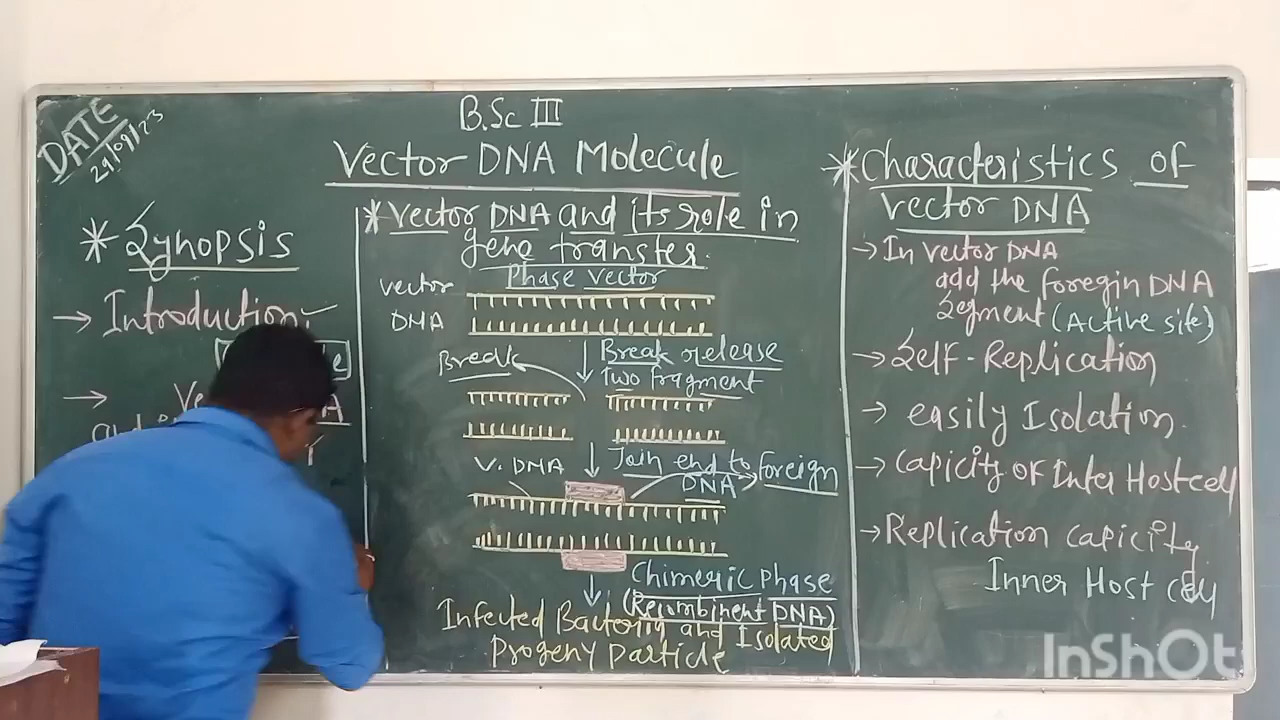 DATE
29/09/23
B.Sc III
Vector DNA Molecule
* Synopsis
→ Introduction
→
* Vector DNA and its role in
gene transfer.
Phase vector
Vector
DNA
Break release
Two fragment
Break
V. DNA
Join end to foreign
DNA
Chimeric phase
(Recombinent DNA)
Infected Bacteria and Isolated
Progeny Particle
* Characteristics of
Vector DNA
→ In vector DNA
add the foregin DNA
Segment (Active site)
→ Self-Replication
→ easily Isolation.
→ Capicity of Inter Host cell
→ Replication capicity
Inner Host cell
InShOt